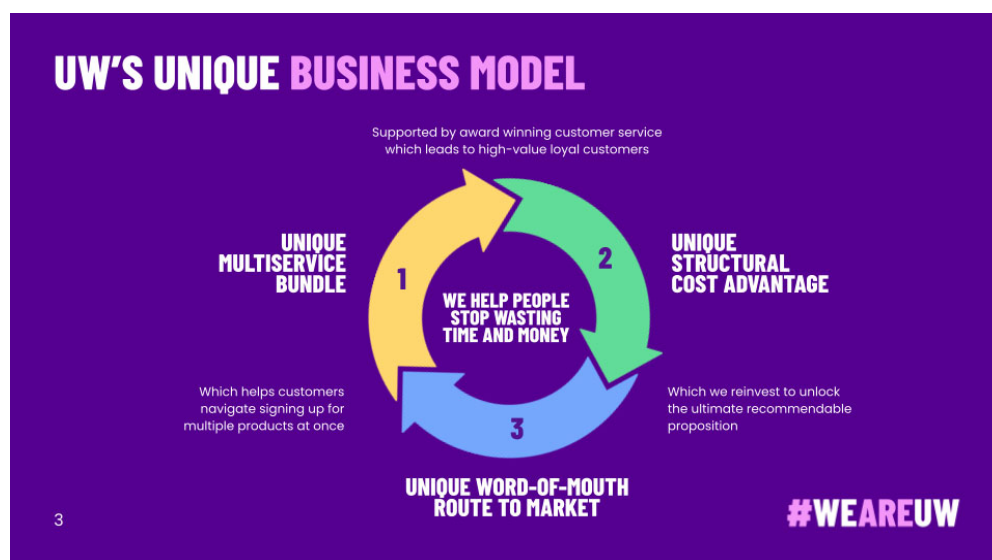 UW'S UNIQUE BUSINESS MODEL
Supported by award winning customer service
which leads to high-value loyal customers
UNIQUE
MULTISERVICE
BUNDLE
1
2
UNIQUE
STRUCTURAL
COST ADVANTAGE
WE HELP PEOPLE
STOP WASTING
TIME AND MONEY
Which helps customers
navigate signing up for
multiple products at once
Which we reinvest to unlock
the ultimate recommendable
proposition
3
UNIQUE WORD-OF-MOUTH
ROUTE TO MARKET
3
#WEAREUW